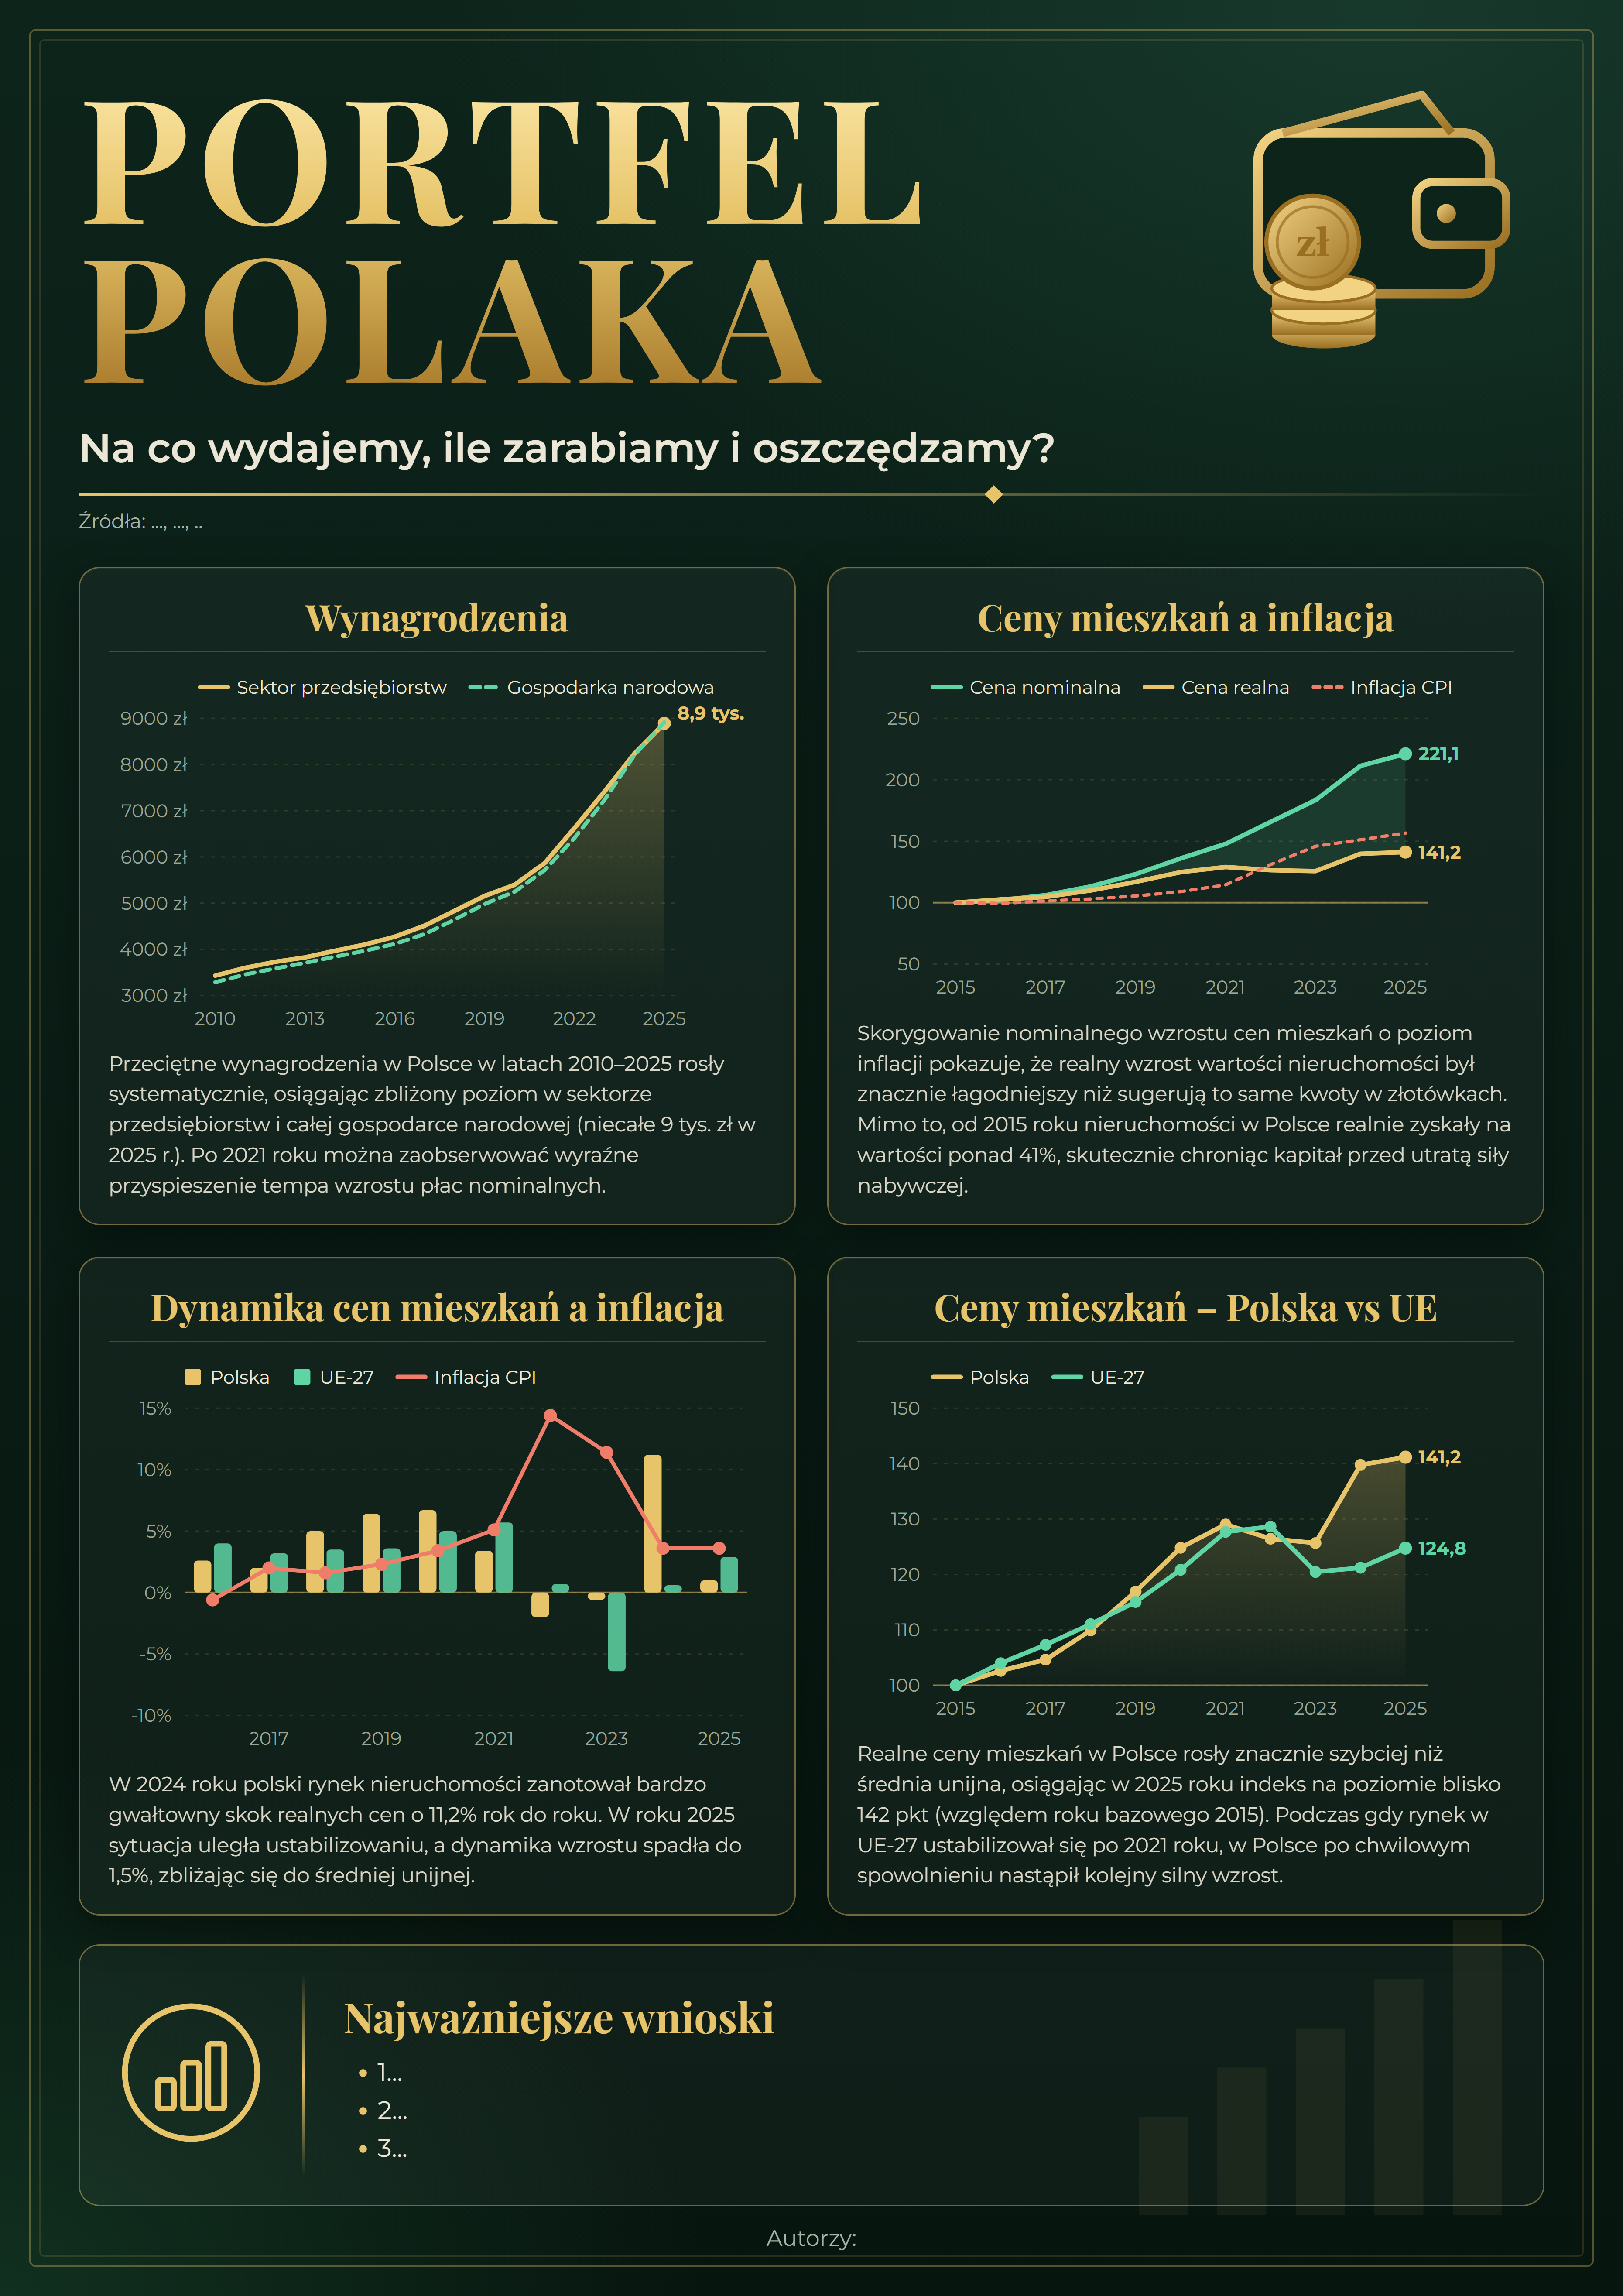 PORTFEL
POLAKA
zł
Na co wydajemy, ile zarabiamy i oszczędzamy?
Źródła: ..., ..., ..
Wynagrodzenia
Sektor przedsiębiorstw Gospodarka narodowa
8,9 tys.
9000 zł
8000 zł
7000 zł
6000 zł
5000 zł
4000 zł
3000 zł
2010 2013 2016 2019 2022 2025
Przeciętne wynagrodzenia w Polsce w latach 2010–2025 rosły
systematycznie, osiągając zbliżony poziom w sektorze
przedsiębiorstw i całej gospodarce narodowej (niecałe 9 tys. zł w
2025 r.). Po 2021 roku można zaobserwować wyraźne
przyspieszenie tempa wzrostu płac nominalnych.
Ceny mieszkań a inflacja
Cena nominalna Cena realna Inflacja CPI
250
221,1
200
150
141,2
100
50
2015 2017 2019 2021 2023 2025
Skorygowanie nominalnego wzrostu cen mieszkań o poziom
inflacji pokazuje, że realny wzrost wartości nieruchomości był
znacznie łagodniejszy niż sugerują to same kwoty w złotówkach.
Mimo to, od 2015 roku nieruchomości w Polsce realnie zyskały na
wartości ponad 41%, skutecznie chroniąc kapitał przed utratą siły
nabywczej.
Dynamika cen mieszkań a inflacja
Polska UE-27 Inflacja CPI
15%
10%
5%
0%
-5%
-10%
2017 2019 2021 2023 2025
W 2024 roku polski rynek nieruchomości zanotował bardzo
gwałtowny skok realnych cen o 11,2% rok do roku. W roku 2025
sytuacja uległa ustabilizowaniu, a dynamika wzrostu spadła do
1,5%, zbliżając się do średniej unijnej.
Ceny mieszkań – Polska vs UE
Polska UE-27
150
141,2
140
130
124,8
120
110
100
2015 2017 2019 2021 2023 2025
Realne ceny mieszkań w Polsce rosły znacznie szybciej niż
średnia unijna, osiągając w 2025 roku indeks na poziomie blisko
142 pkt (względem roku bazowego 2015). Podczas gdy rynek w
UE-27 ustabilizował się po 2021 roku, w Polsce po chwilowym
spowolnieniu nastąpił kolejny silny wzrost.
Najważniejsze wnioski
• 1...
• 2...
• 3...
Autorzy: